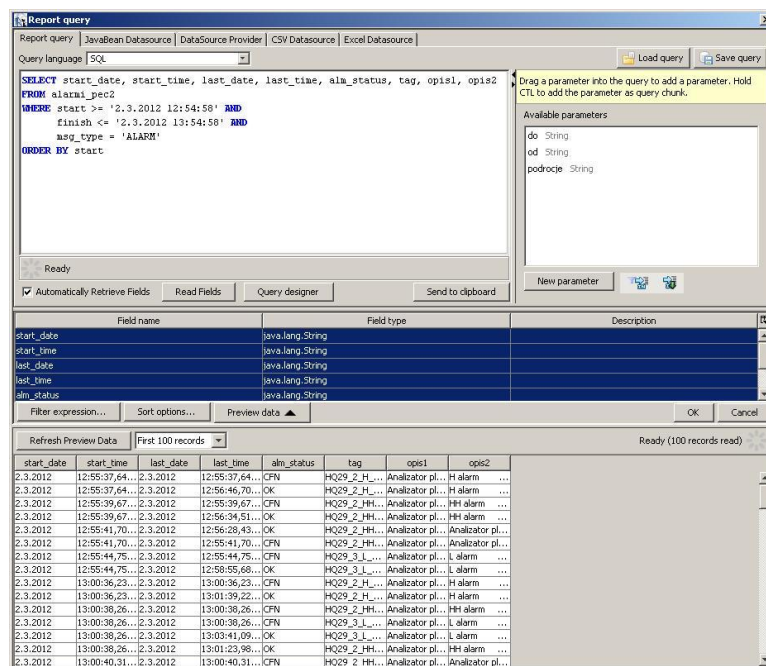 Report query
Report query JavaBean Datasource DataSource Provider CSV Datasource Excel Datasource
Query language SQL Load query Save query
SELECT start_date, start_time, last_date, last_time, alm_status, tag, opis1, opis2
FROM alarmi_pec2
WHERE start >= '2.3.2012 12:54:58' AND
finish <= '2.3.2012 13:54:58' AND
msg_type = 'ALARM'
ORDER BY start
Drag a parameter into the query to add a parameter. Hold
CTL to add the parameter as query chunk.
Available parameters
do String
od String
podrocje String
Ready
New parameter
Automatically Retrieve Fields Read Fields Query designer Send to clipboard
Field name Field type Description
start_date java.lang.String
start_time java.lang.String
last_date java.lang.String
last_time java.lang.String
alm_status java.lang.String
Filter expression... Sort options... Preview data OK Cancel
Refresh Preview Data First 100 records Ready (100 records read)
start_date start_time last_date last_time alm_status tag opis1 opis2
2.3.2012 12:55:37,64... 2.3.2012 12:55:37,64... CFN HQ29_2_H_... Analizator pl... H alarm ...
2.3.2012 12:55:37,64... 2.3.2012 12:56:46,70... OK HQ29_2_H_... Analizator pl... H alarm ...
2.3.2012 12:55:39,67... 2.3.2012 12:55:39,67... CFN HQ29_2_HH... Analizator pl... HH alarm ...
2.3.2012 12:55:39,67... 2.3.2012 12:56:34,51... OK HQ29_2_HH... Analizator pl... HH alarm ...
2.3.2012 12:55:41,70... 2.3.2012 12:56:28,43... OK HQ29_2_HH... Analizator pl... Analizator pl...
2.3.2012 12:55:41,70... 2.3.2012 12:55:41,70... CFN HQ29_2_HH... Analizator pl... Analizator pl...
2.3.2012 12:55:44,75... 2.3.2012 12:55:44,75... CFN HQ29_3_L_... Analizator pl... L alarm ...
2.3.2012 12:55:44,75... 2.3.2012 12:58:55,68... OK HQ29_3_L_... Analizator pl... L alarm ...
2.3.2012 13:00:36,23... 2.3.2012 13:00:36,23... CFN HQ29_2_H_... Analizator pl... H alarm ...
2.3.2012 13:00:36,23... 2.3.2012 13:01:39,22... OK HQ29_2_H_... Analizator pl... H alarm ...
2.3.2012 13:00:38,26... 2.3.2012 13:00:38,26... CFN HQ29_2_HH... Analizator pl... HH alarm ...
2.3.2012 13:00:38,26... 2.3.2012 13:00:38,26... CFN HQ29_3_L_... Analizator pl... L alarm ...
2.3.2012 13:00:38,26... 2.3.2012 13:03:41,09... OK HQ29_3_L_... Analizator pl... L alarm ...
2.3.2012 13:00:38,26... 2.3.2012 13:01:23,98... OK HQ29_2_HH... Analizator pl... HH alarm ...
2.3.2012 13:00:40,31... 2.3.2012 13:00:40,31... CFN HQ29_2_HH... Analizator pl... Analizator pl...